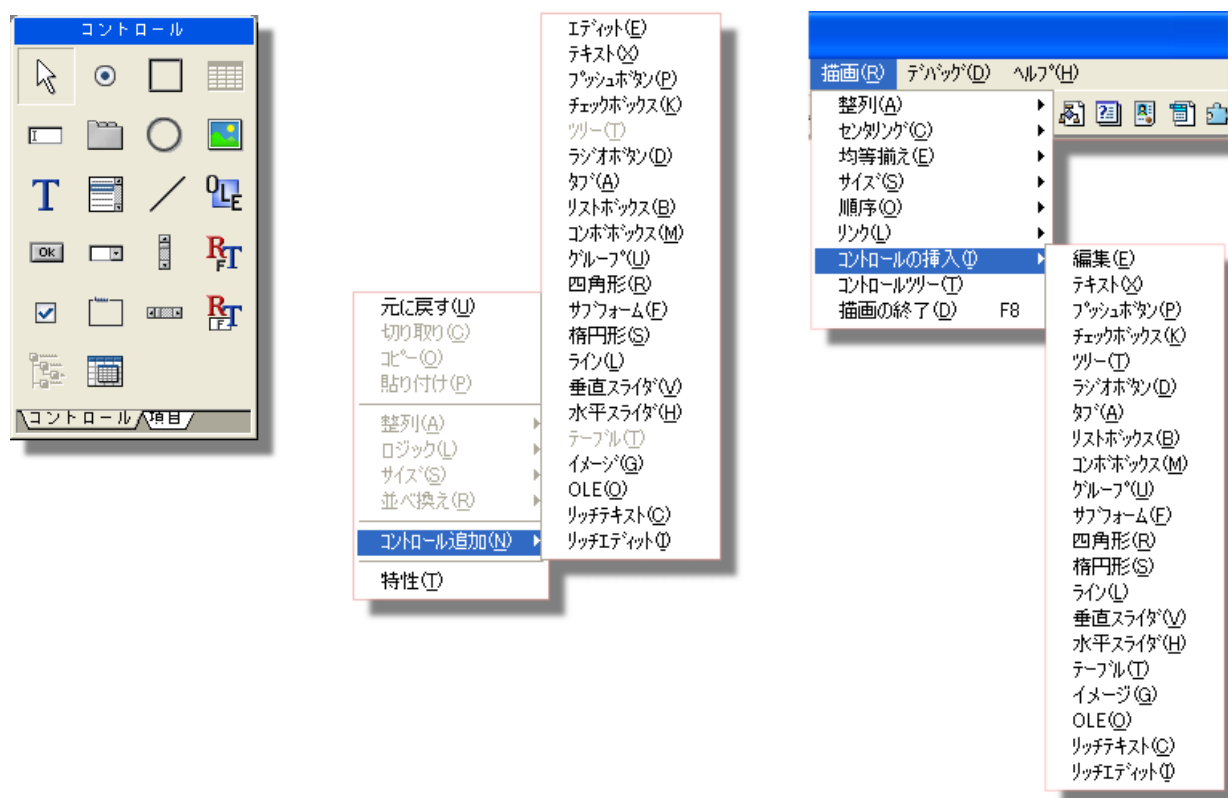 コントロール
T
OLE
OK
RTF
RTF
コントロール
項目
元に戻す(U)
切り取り(C)
コピー(O)
貼り付け(P)
整列(A)
ロジック(L)
サイズ(S)
並べ換え(R)
コントロール追加(N)
特性(T)
エディット(E)
テキスト(X)
プッシュボタン(P)
チェックボックス(K)
ツリー(T)
ラジオボタン(D)
タブ(A)
リストボックス(B)
コンボボックス(M)
グループ(U)
四角形(R)
サブフォーム(F)
楕円形(S)
ライン(L)
垂直スライダ(V)
水平スライダ(H)
テーブル(T)
イメージ(G)
OLE(O)
リッチテキスト(C)
リッチエディット(I)
描画(R) デバッグ(D) ヘルプ(H)
整列(A)
センタリング(C)
均等揃え(E)
サイズ(S)
順序(O)
リンク(L)
コントロールの挿入(I)
コントロールツリー(T)
描画の終了(D) F8
編集(E)
テキスト(X)
プッシュボタン(P)
チェックボックス(K)
ツリー(T)
ラジオボタン(D)
タブ(A)
リストボックス(B)
コンボボックス(M)
グループ(U)
サブフォーム(F)
四角形(R)
楕円形(S)
ライン(L)
垂直スライダ(V)
水平スライダ(H)
テーブル(T)
イメージ(G)
OLE(O)
リッチテキスト(C)
リッチエディット(I)